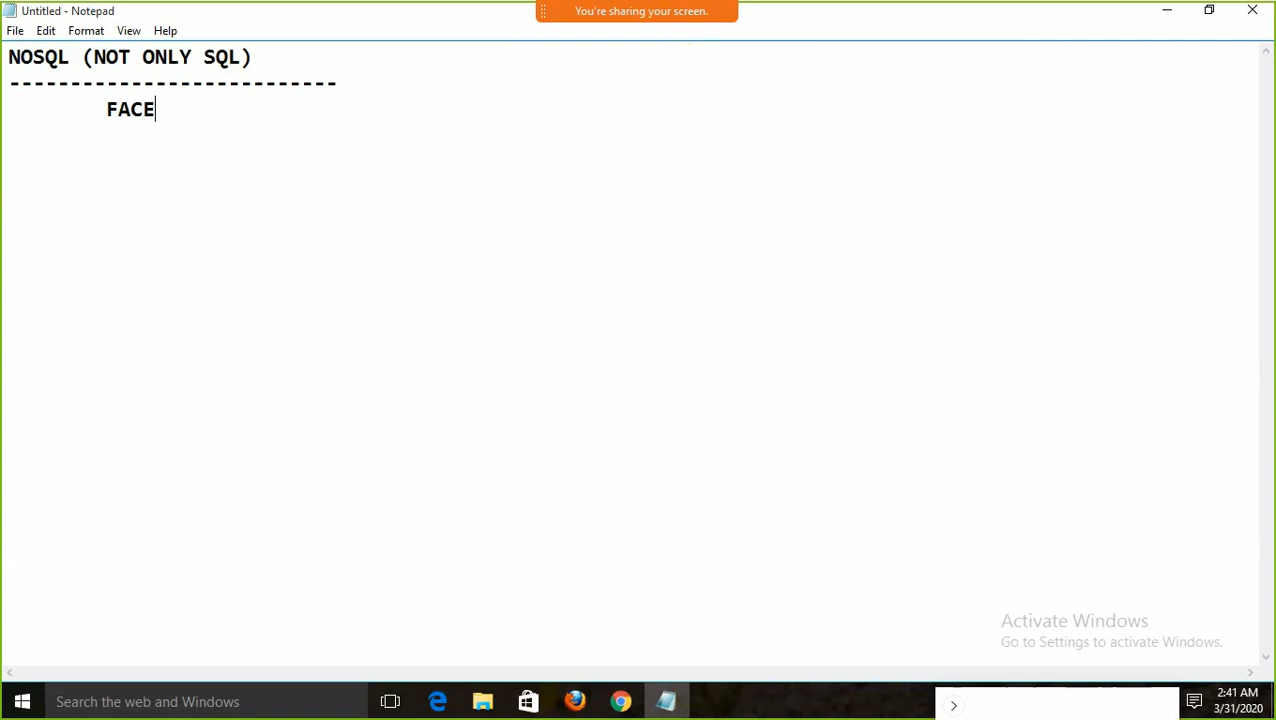 Untitled - Notepad
You're sharing your screen.
File Edit Format View Help
NOSQL (NOT ONLY SQL)
---------------------------
FACE
Activate Windows
Go to Settings to activate Windows.
Search the web and Windows
2:41 AM
3/31/2020